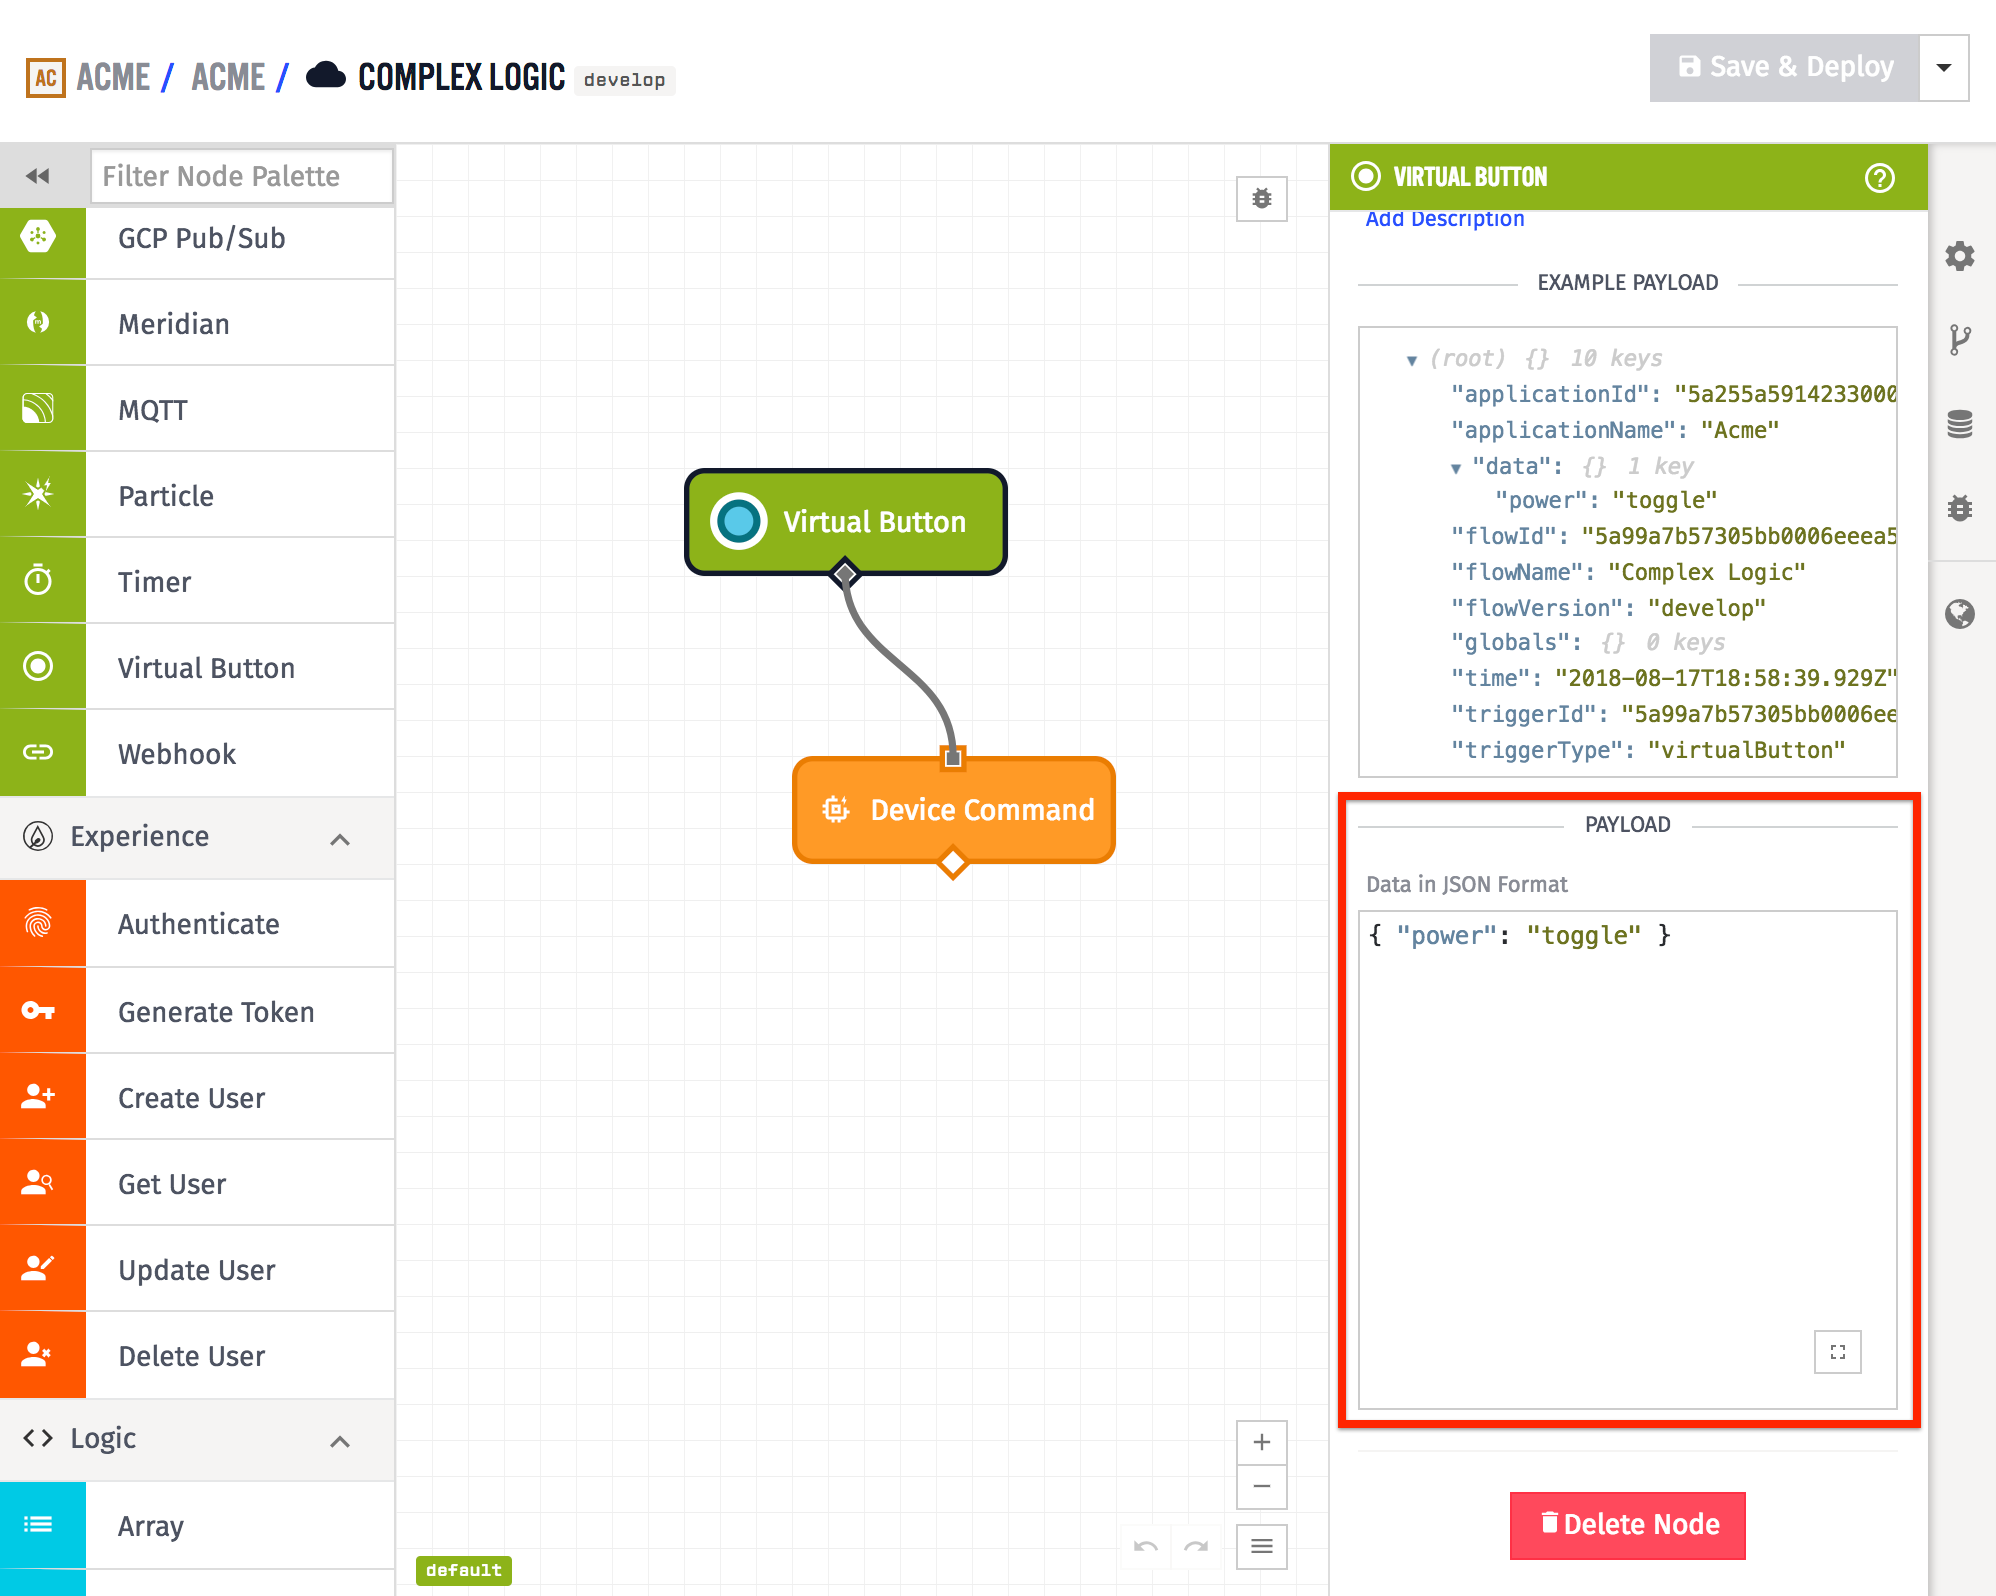 AC ACME / ACME / COMPLEX LOGIC develop
Save & Deploy
Filter Node Palette
GCP Pub/Sub
Meridian
MQTT
Particle
Timer
Virtual Button
Webhook
Experience
Authenticate
Generate Token
Create User
Get User
Update User
Delete User
Logic
Array
Virtual Button
Device Command
default
VIRTUAL BUTTON
Add Description
EXAMPLE PAYLOAD
(root) {} 10 keys
"applicationId": "5a255a5914233000
"applicationName": "Acme"
"data": {} 1 key
"power": "toggle"
"flowId": "5a99a7b57305bb0006eeea5
"flowName": "Complex Logic"
"flowVersion": "develop"
"globals": {} 0 keys
"time": "2018-08-17T18:58:39.929Z"
"triggerId": "5a99a7b57305bb0006ee
"triggerType": "virtualButton"
PAYLOAD
Data in JSON Format
{ "power": "toggle" }
Delete Node